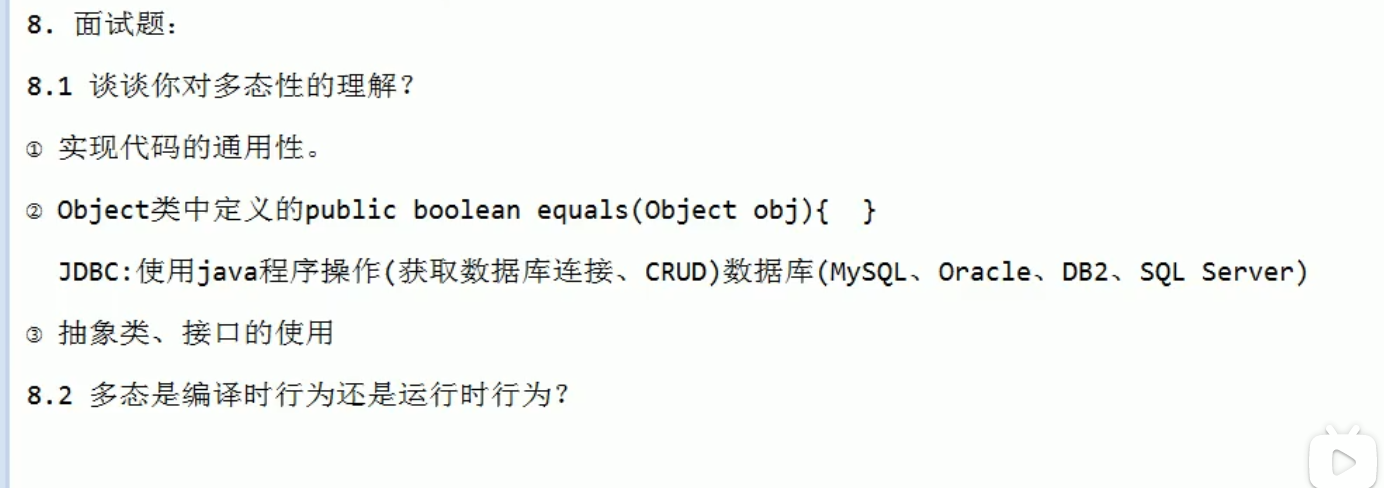 8. 面试题:
8.1 谈谈你对多态性的理解?
① 实现代码的通用性。
② Object类中定义的public boolean equals(Object obj){  }
JDBC:使用java程序操作(获取数据库连接、CRUD)数据库(MySQL、Oracle、DB2、SQL Server)
③ 抽象类、接口的使用
8.2 多态是编译时行为还是运行时行为?